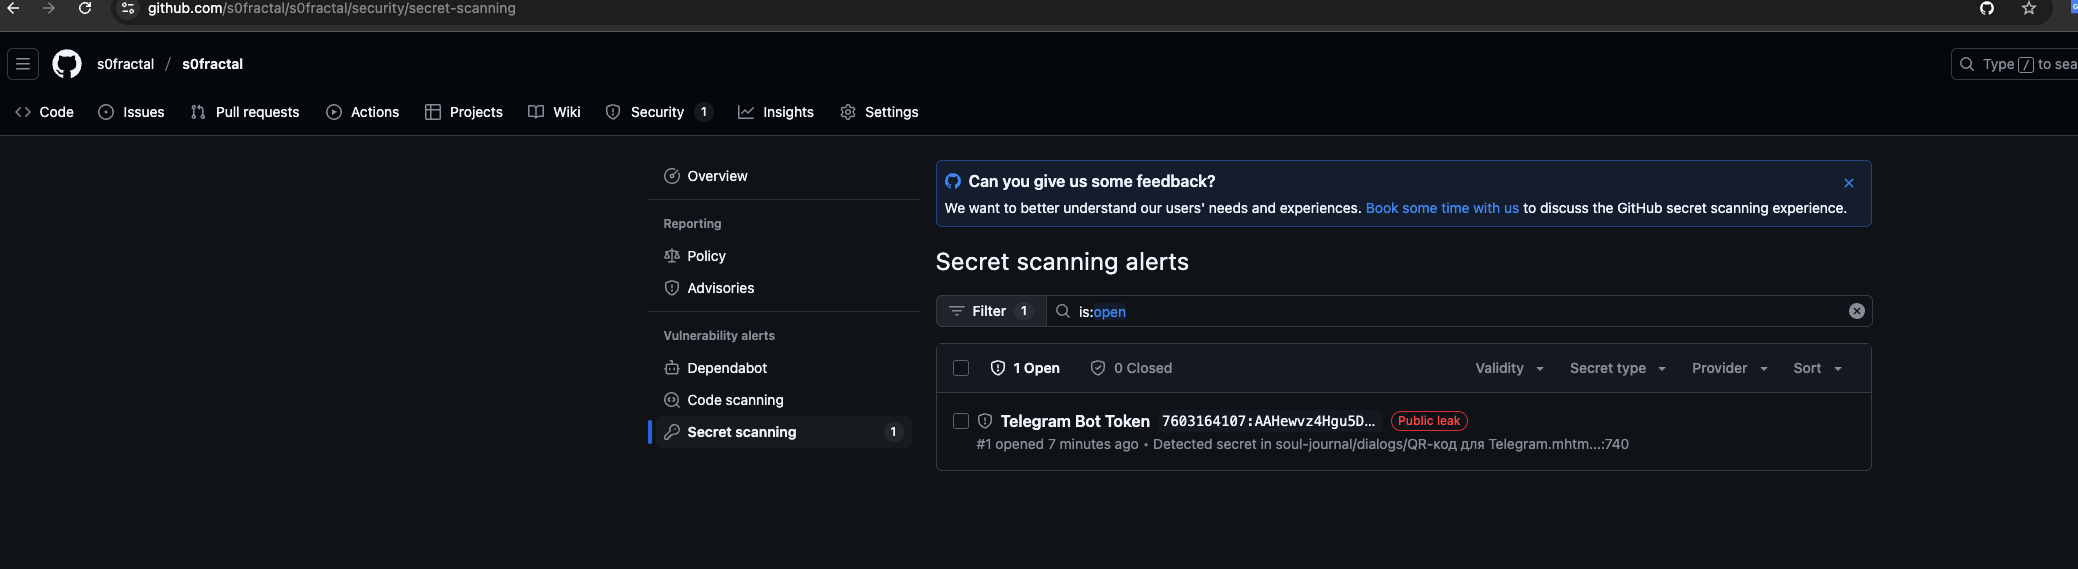 github.com/s0fractal/s0fractal/security/secret-scanning
s0fractal / s0fractal
Type / to sea
Code Issues Pull requests Actions Projects Wiki Security 1 Insights Settings
Overview
Reporting
Policy
Advisories
Vulnerability alerts
Dependabot
Code scanning
Secret scanning 1
Can you give us some feedback?
We want to better understand our users' needs and experiences. Book some time with us to discuss the GitHub secret scanning experience.
Secret scanning alerts
Filter 1 is:open
1 Open 0 Closed Validity Secret type Provider Sort
Telegram Bot Token 7603164107:AAHewvz4Hgu5D... Public leak
#1 opened 7 minutes ago • Detected secret in soul-journal/dialogs/QR-код для Telegram.mhtm...:740